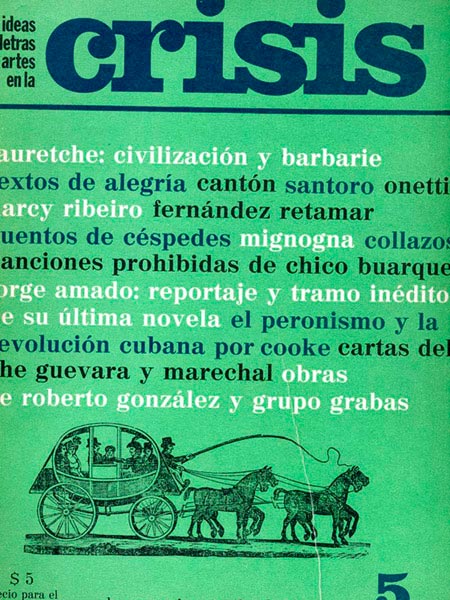 ideas
letras
artes
en la
crisis
auretche: civilización y barbarie
extos de alegría cantón santoro onetti
arcy ribeiro fernández retamar
uentos de céspedes mignogna collazos
anciones prohibidas de chico buarque
orge amado: reportaje y tramo inédito
e su última novela el peronismo y la
evolución cubana por cooke cartas del
he guevara y marechal obras
e roberto gonzález y grupo grabas
$ 5
ecio para el
5